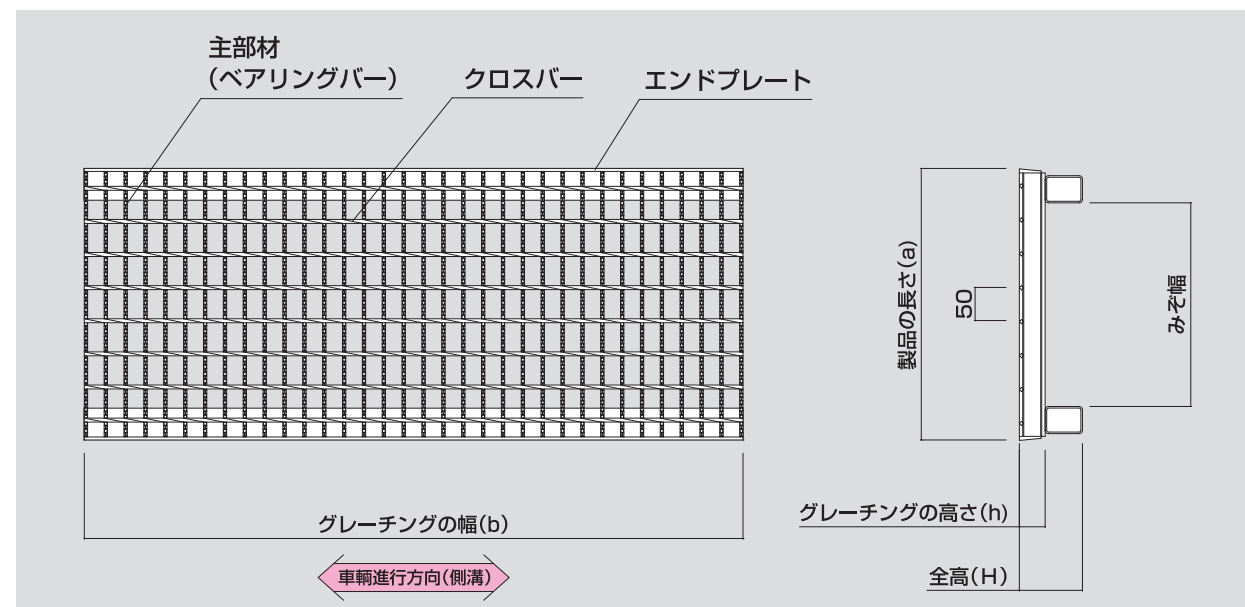 主部材
(ベアリングバー)
クロスバー
エンドプレート
製品の長さ(a)
50
みぞ幅
グレーチングの幅(b)
グレーチングの高さ(h)
車輌進行方向(側溝)
全高(H)